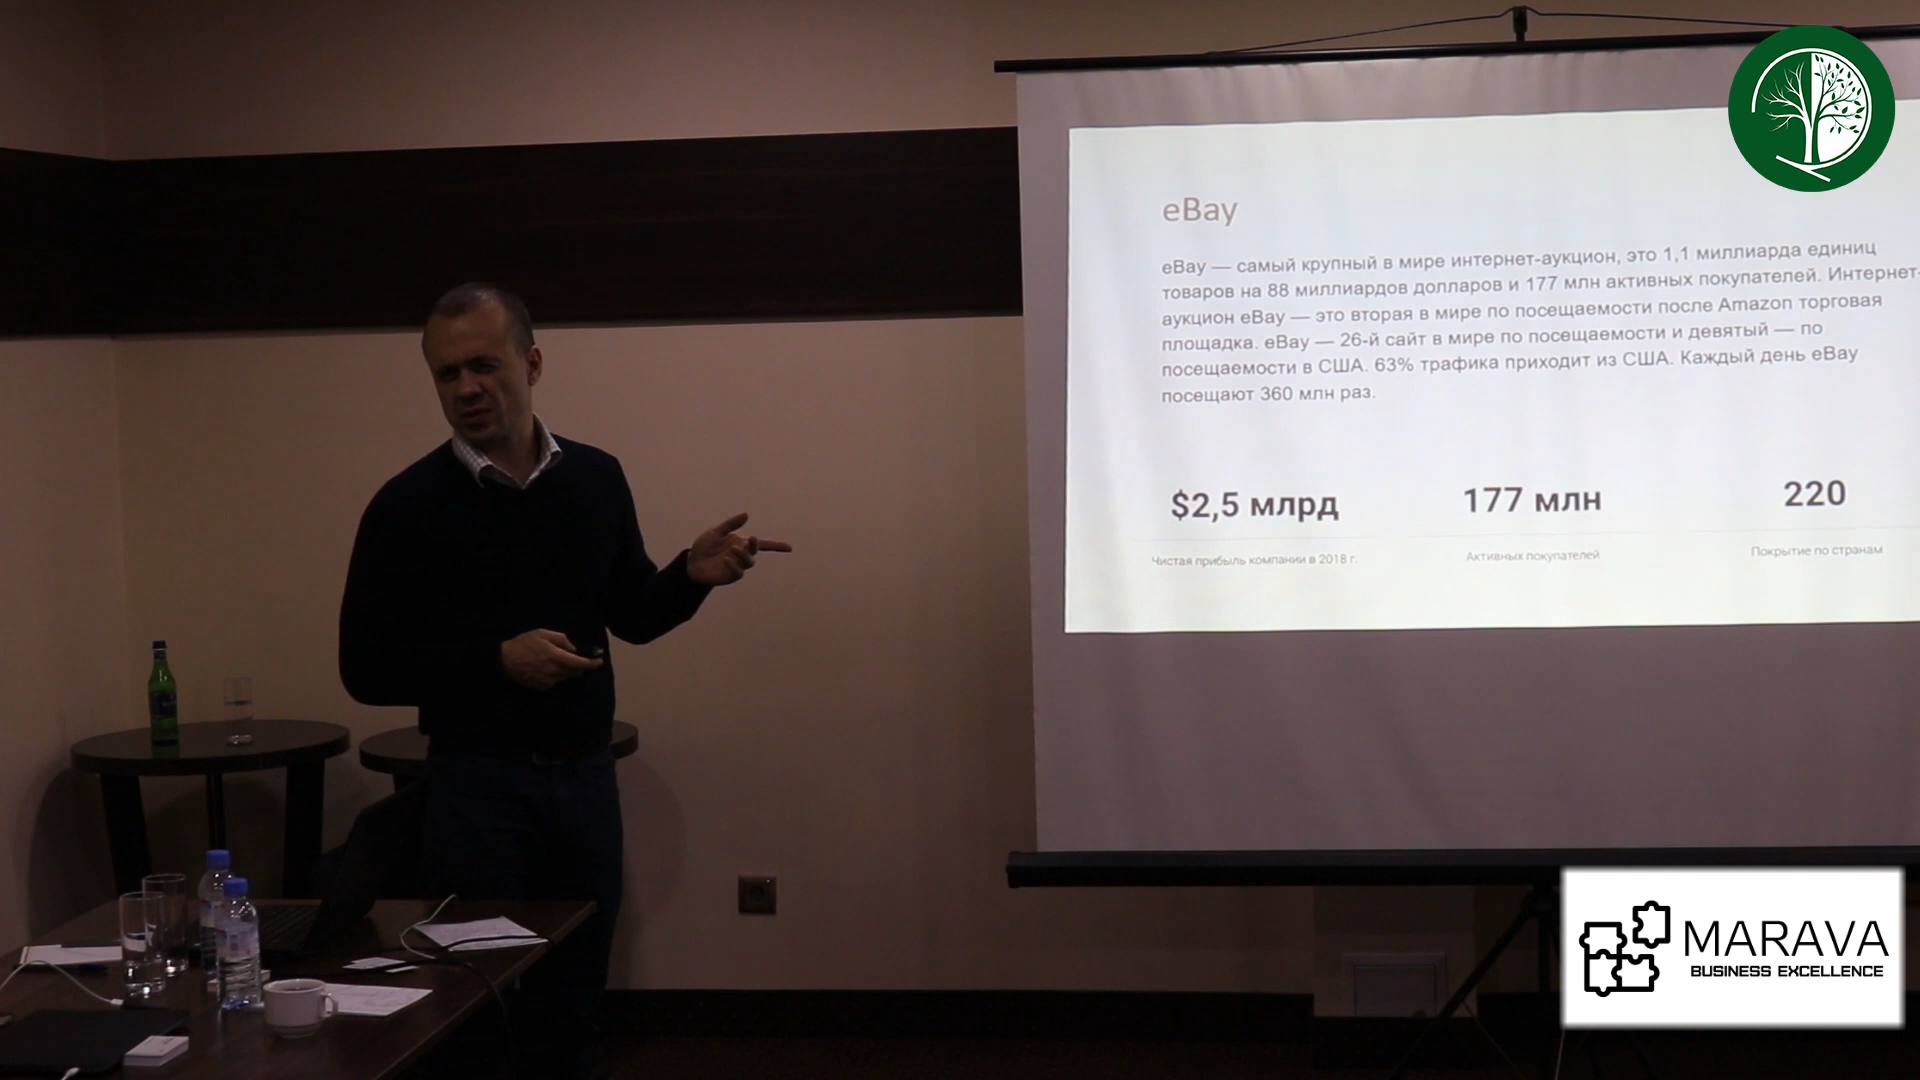 eBay
eBay — самый крупный в мире интернет-аукцион, это 1,1 миллиарда единиц
товаров на 88 миллиардов долларов и 177 млн активных покупателей. Интернет-
аукцион eBay — это вторая в мире по посещаемости после Amazon торговая
площадка. eBay — 26-й сайт в мире по посещаемости и девятый — по
посещаемости в США. 63% трафика приходит из США. Каждый день eBay
посещают 360 млн раз.
$2,5 млрд
177 млн
220
Чистая прибыль компании в 2018 г.
Активных покупателей
Покрытие по странам
MARAVA
BUSINESS EXCELLENCE